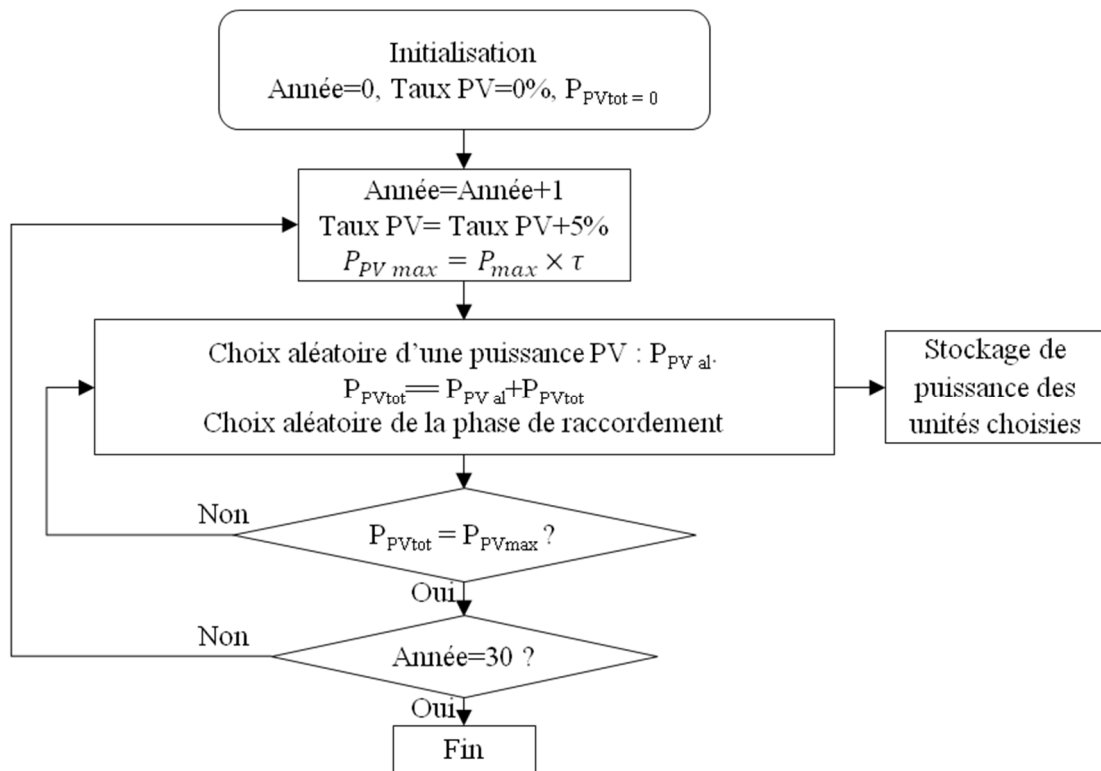 Initialisation
Année=0, Taux PV=0%, P_PVtot = 0
Année=Année+1
Taux PV= Taux PV+5%
P_PV max = P_max × τ
Choix aléatoire d’une puissance PV : P_PV al.
P_PVtot== P_PV al+P_PVtot
Choix aléatoire de la phase de raccordement
Stockage de
puissance des
unités choisies
Non
P_PVtot = P_PVmax ?
Oui
Non
Année=30 ?
Oui
Fin